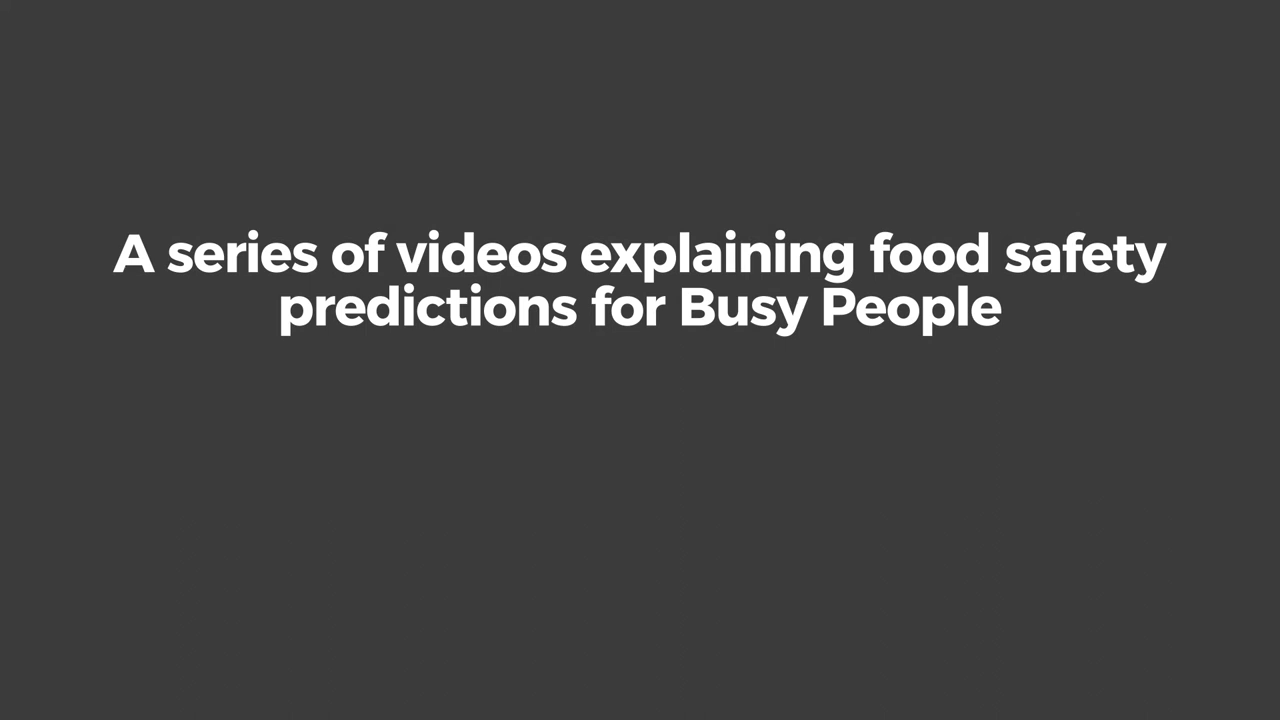 A series of videos explaining food safety
predictions for Busy People